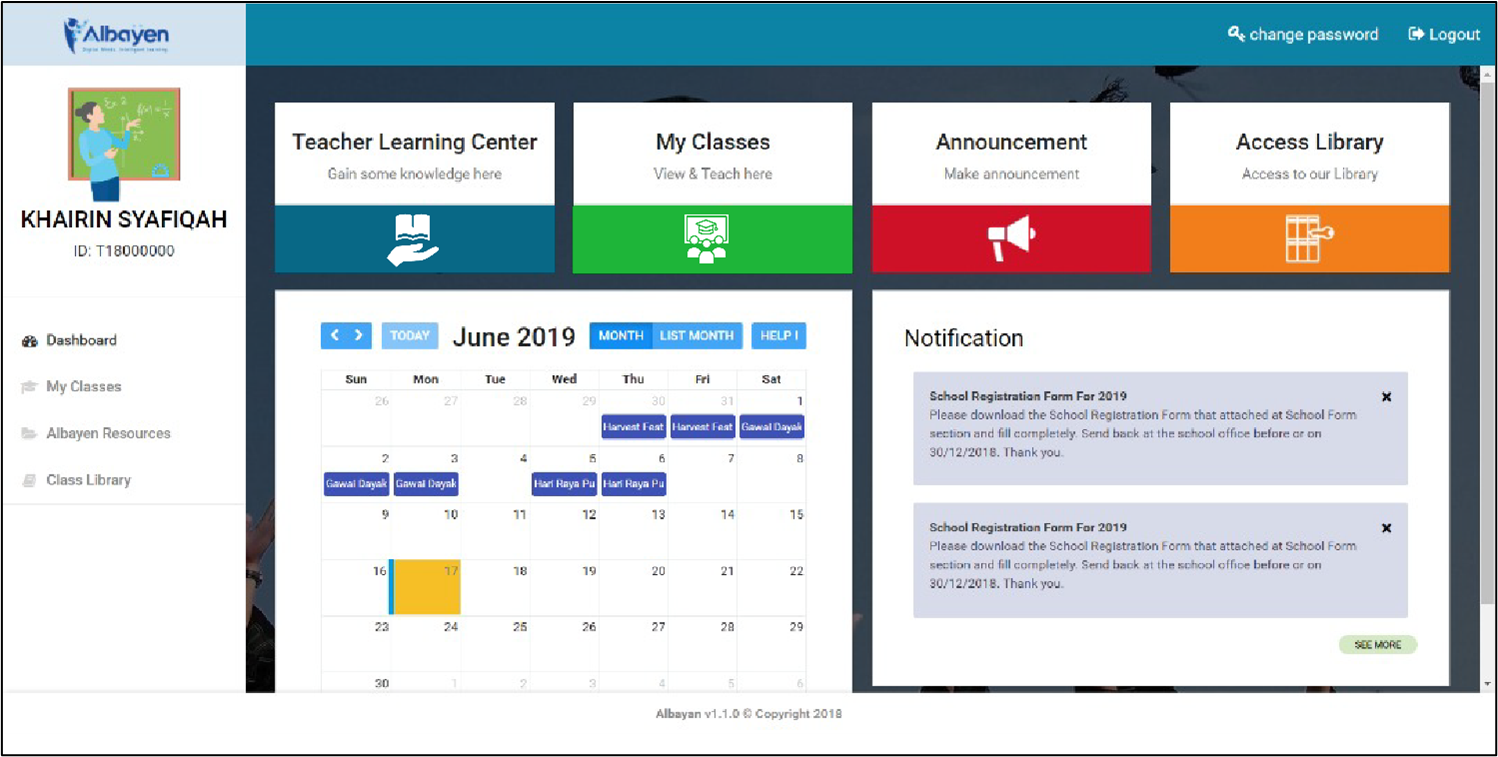 Albayen
change password
Logout
KHAIRIN SYAFIQAH
ID: T18000000
Dashboard
My Classes
Albayen Resources
Class Library
Teacher Learning Center
Gain some knowledge here
My Classes
View & Teach here
Announcement
Make announcement
Access Library
Access to our Library
TODAY
June 2019
MONTH
LIST MONTH
HELP !
Sun Mon Tue Wed Thu Fri Sat
26 27 28 29 30 31 1
Harvest Fest Harvest Fest Gawai Dayak
2 3 4 5 6 7 8
Gawai Dayak Gawai Dayak Hari Raya Pu Hari Raya Pu
9 10 11 12 13 14 15
16 17 18 19 20 21 22
23 24 25 26 27 28 29
30 1 2 3 4 5 6
Notification
School Registration Form For 2019
Please download the School Registration Form that attached at School Form
section and fill completely. Send back at the school office before or on
30/12/2018. Thank you.
School Registration Form For 2019
Please download the School Registration Form that attached at School Form
section and fill completely. Send back at the school office before or on
30/12/2018. Thank you.
SEE MORE
Albayan v1.1.0 © Copyright 2018